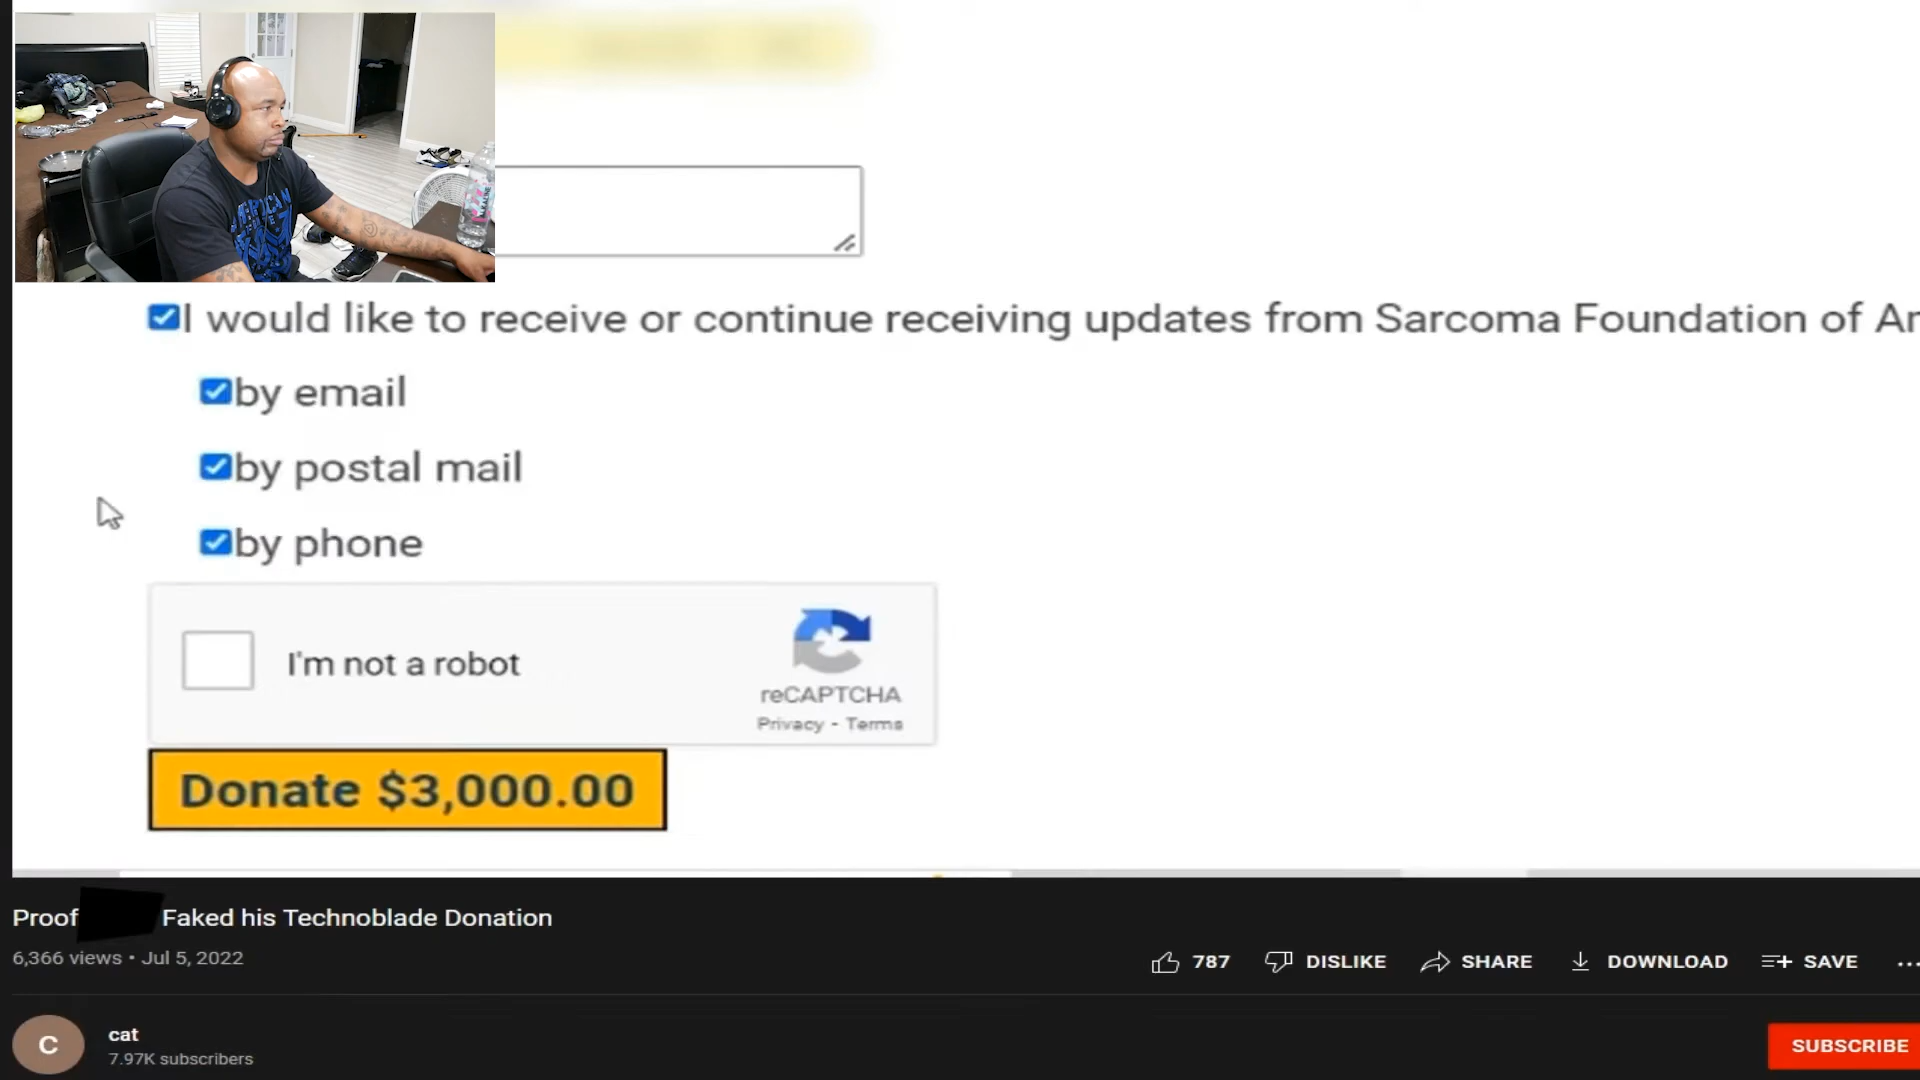 I would like to receive or continue receiving updates from Sarcoma Foundation of
by email
by postal mail
by phone
I'm not a robot
reCAPTCHA
Privacy - Terms
Donate $3,000.00
Proof Faked his Technoblade Donation
6,366 views • Jul 5, 2022
787 DISLIKE SHARE DOWNLOAD SAVE ...
C
cat
7.97K subscribers
SUBSCRIBE